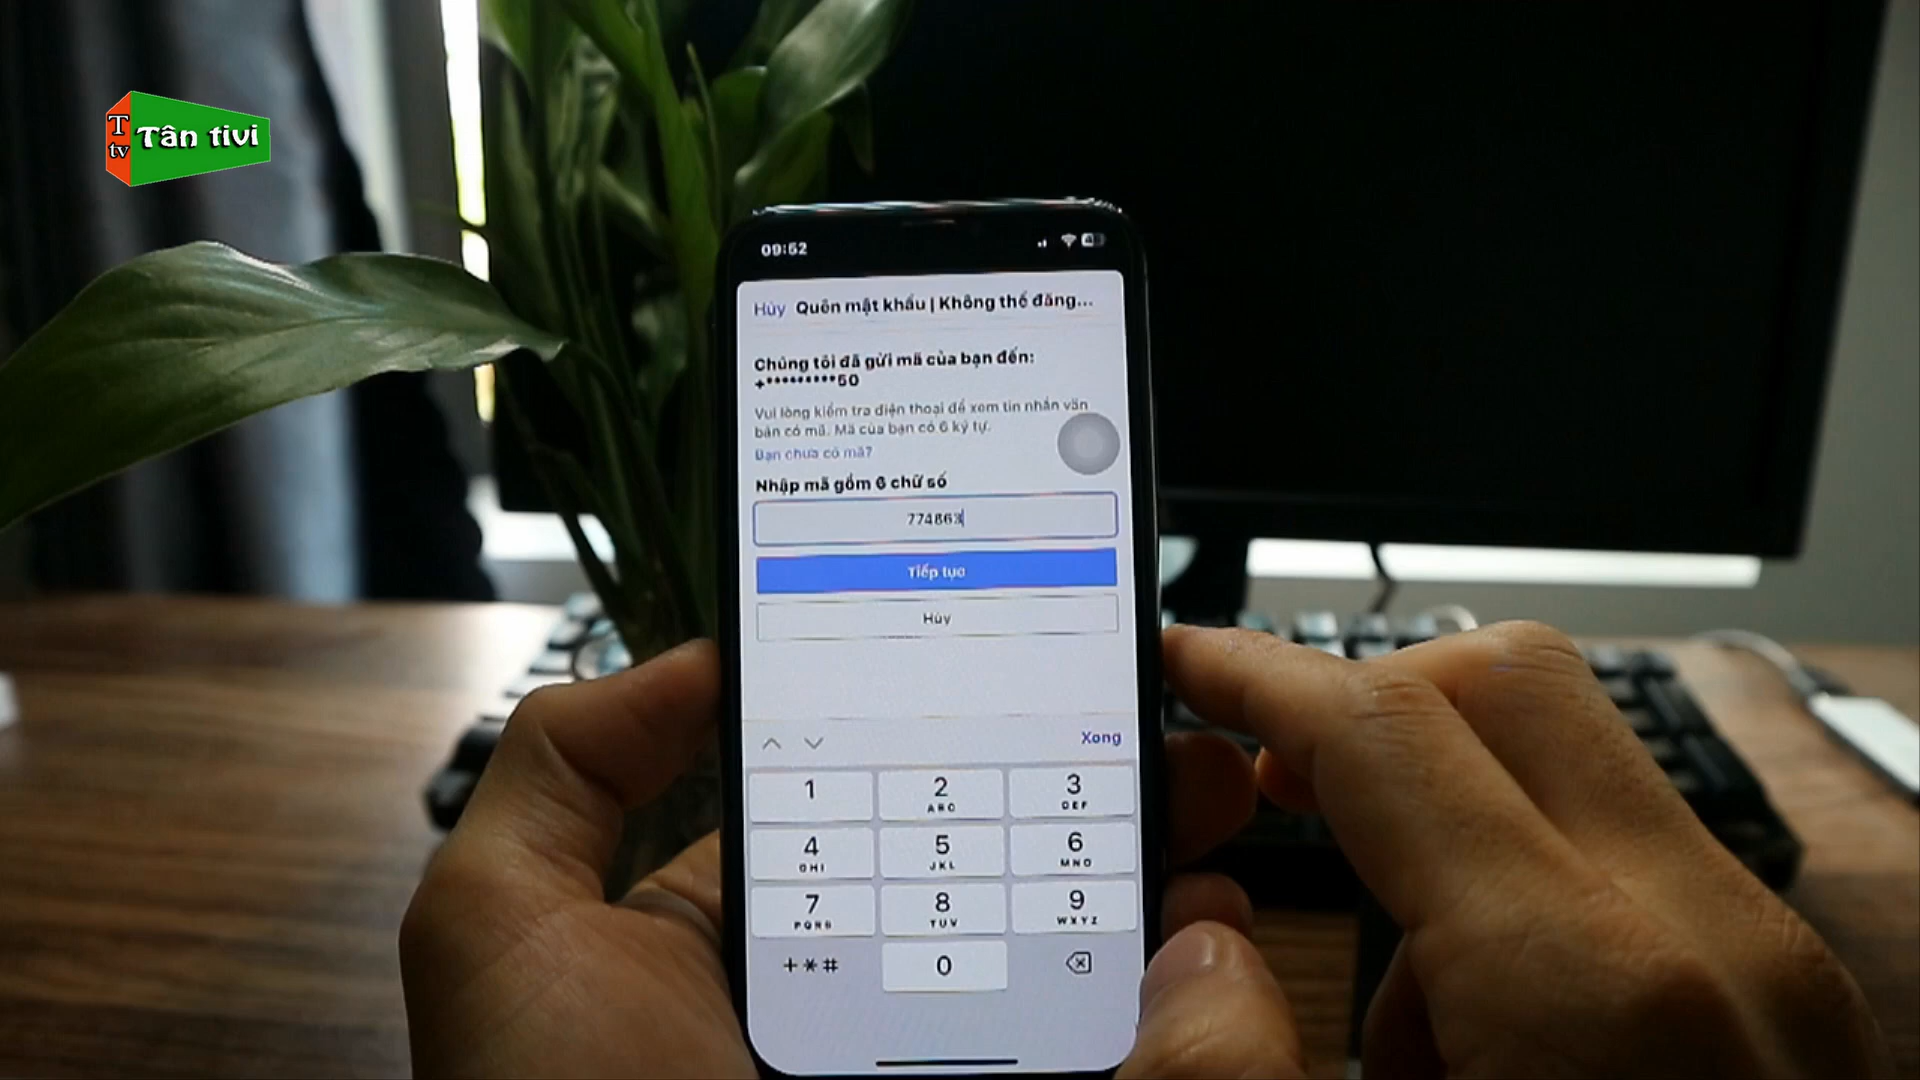 T
tv
Tân tivi
09:52
Hủy Quên mật khẩu | Không thể đăng...
Chúng tôi đã gửi mã của bạn đến:
+*********50
Vui lòng kiểm tra điện thoại để xem tin nhắn văn
bản có mã. Mã của bạn có 6 ký tự.
Bạn chưa có mã?
Nhập mã gồm 6 chữ số
Tiếp tục
Hủy
Xong
1 2 3
ABC DEF
4 5 6
GHI JKL MNO
7 8 9
PQRS TUV WXYZ
+*# 0